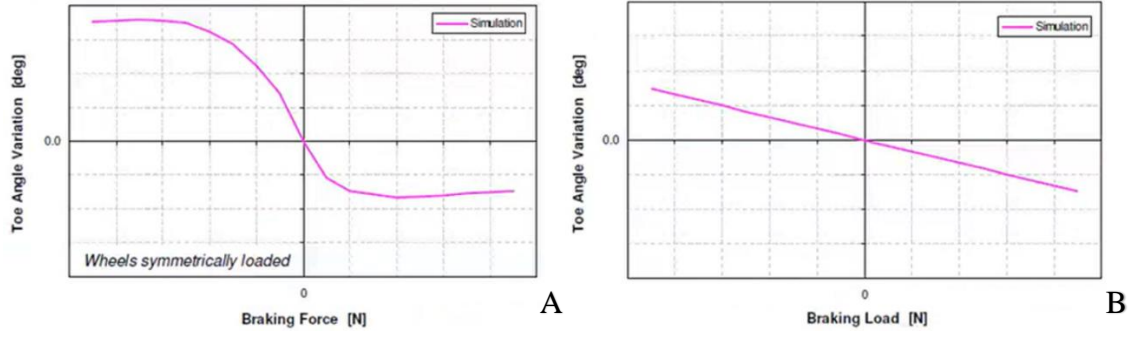 Simulation
Toe Angle Variation [deg]
0.0
Wheels symmetrically loaded
0
Braking Force [N]
A
Simulation
Toe Angle Variation [deg]
0.0
0
Braking Load [N]
B